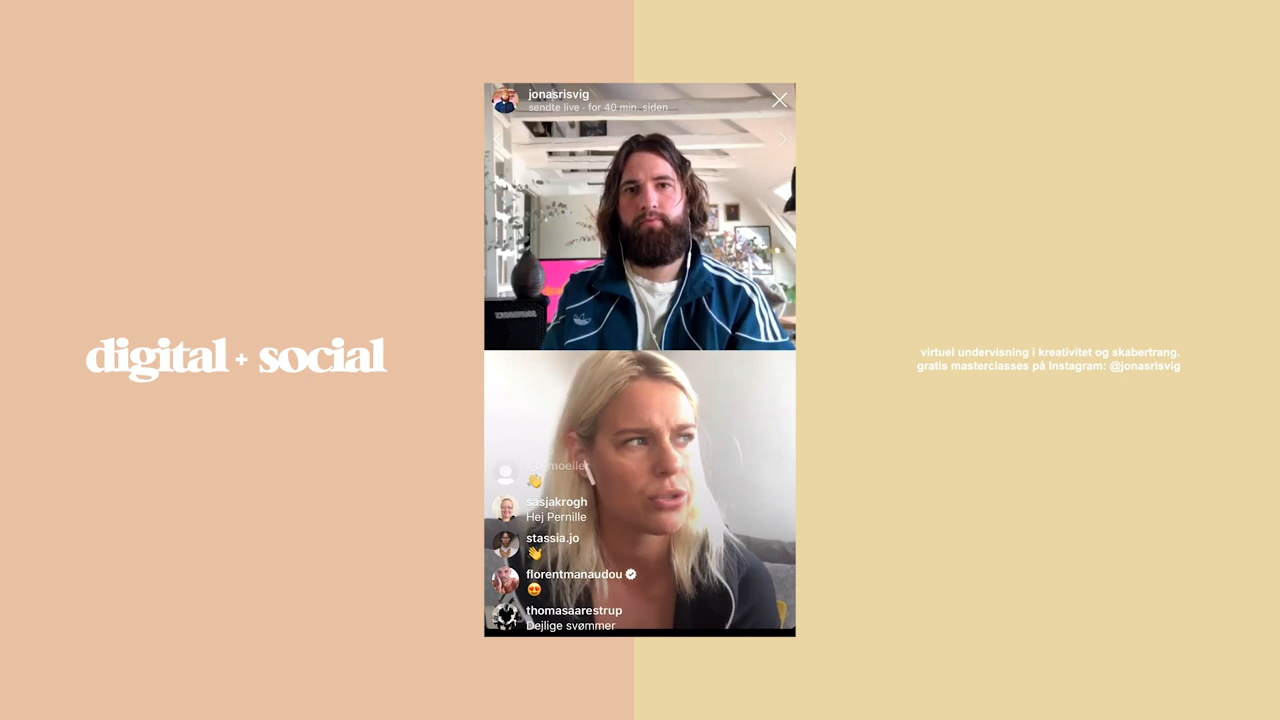 digital + social
jonasrisvig
sendte live · for 40 min. siden
moeller
👋
sasjakrogh
Hej Pernille
stassia.jo
👋
florentmanaudou
😍
thomasaarestrup
Dejlige svømmer
virtuel undervisning i kreativitet og skabertrang.
gratis masterclasses på Instagram: @jonasrisvig